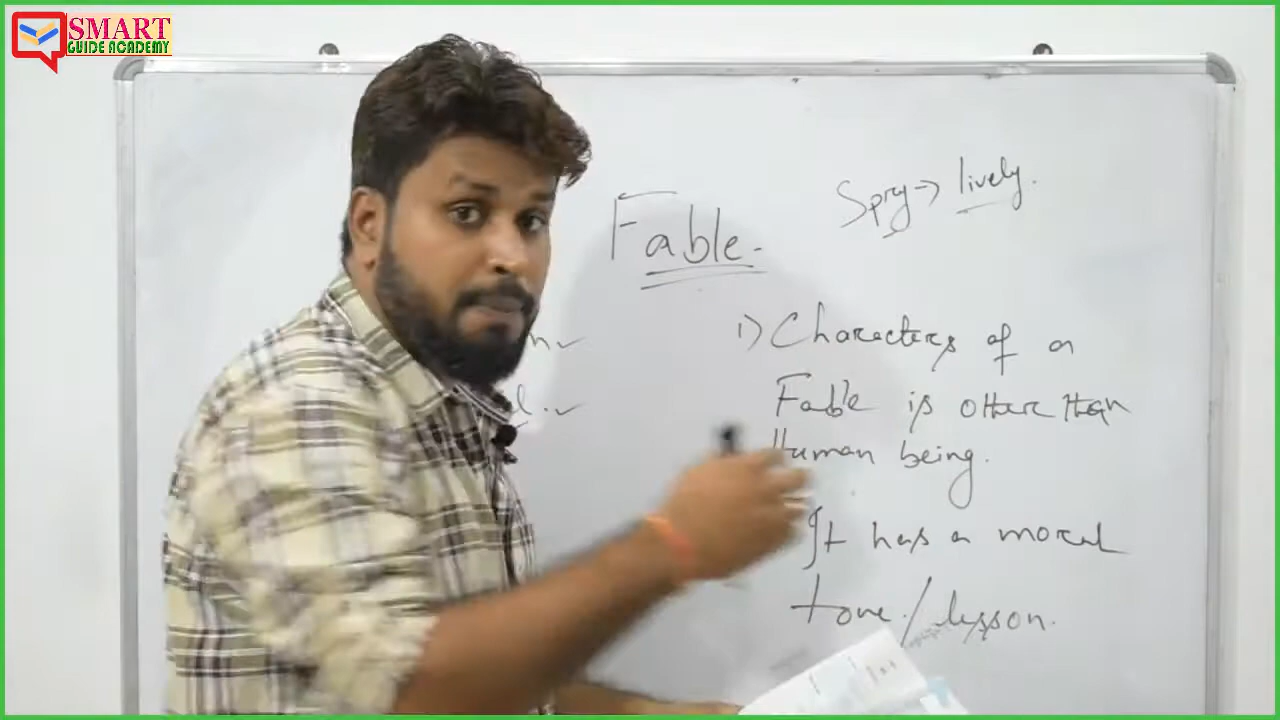 SMART
GUIDE ACADEMY
Spry → lively.
Fable.
1) Characters of a
Fable is other than
Human being.
It has a moral
tone / lesson.